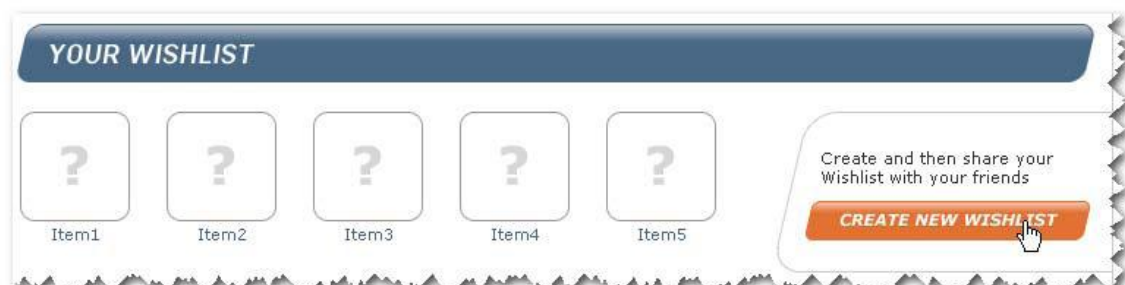 YOUR WISHLIST
?
?
?
?
?
Item1
Item2
Item3
Item4
Item5
Create and then share your
Wishlist with your friends
CREATE NEW WISHLIST